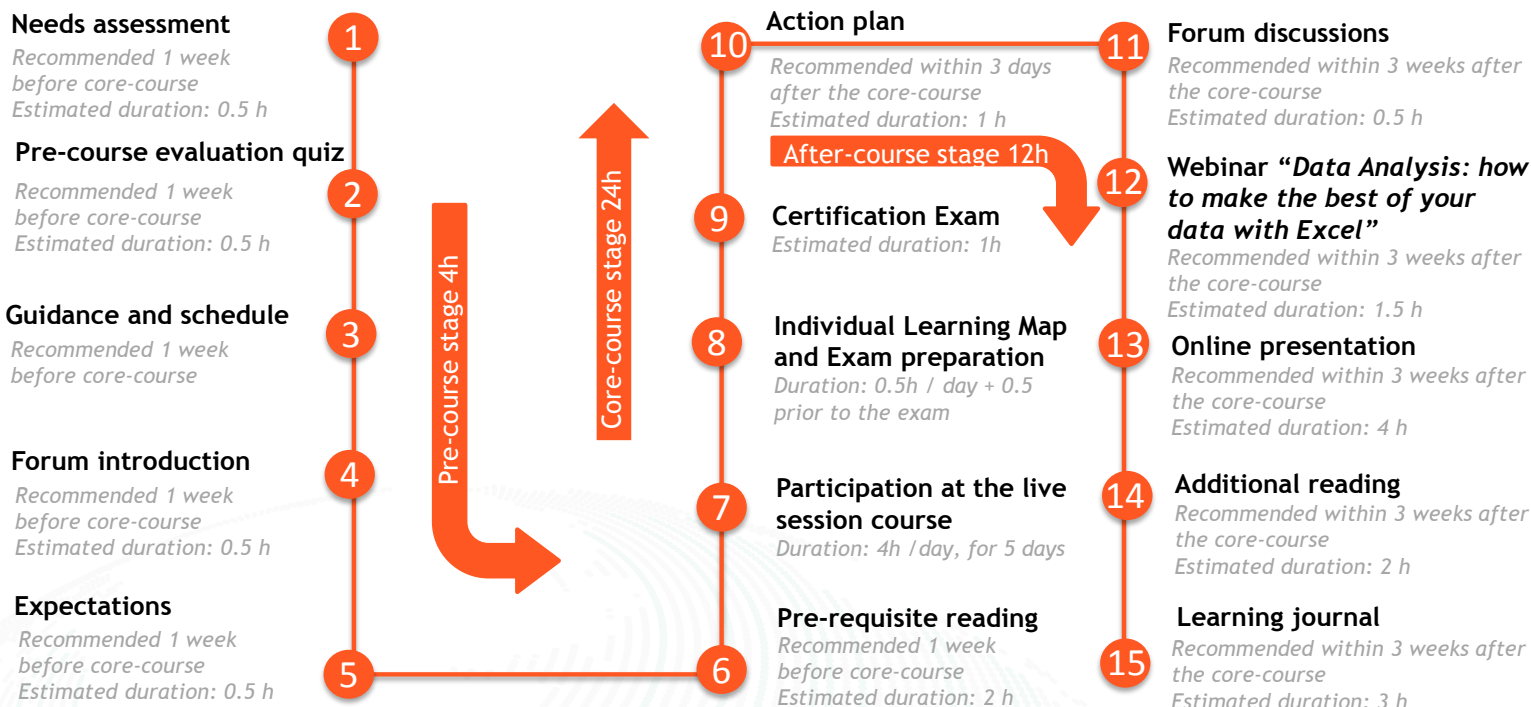 Needs assessment
Recommended 1 week
before core-course
Estimated duration: 0.5 h
1
Pre-course evaluation quiz
Recommended 1 week
before core-course
Estimated duration: 0.5 h
2
Guidance and schedule
Recommended 1 week
before core-course
3
Forum introduction
Recommended 1 week
before core-course
Estimated duration: 0.5 h
4
Expectations
Recommended 1 week
before core-course
Estimated duration: 0.5 h
5
Pre-course stage 4h
Core-course stage 24h
Pre-requisite reading
Recommended 1 week
before core-course
Estimated duration: 2 h
6
Participation at the live
session course
Duration: 4h /day, for 5 days
7
Individual Learning Map
and Exam preparation
Duration: 0.5h / day + 0.5
prior to the exam
8
Certification Exam
Estimated duration: 1h
9
Action plan
Recommended within 3 days
after the core-course
Estimated duration: 1 h
10
After-course stage 12h
11
Forum discussions
Recommended within 3 weeks after
the core-course
Estimated duration: 0.5 h
12
Webinar “Data Analysis: how
to make the best of your
data with Excel”
Recommended within 3 weeks after
the core-course
Estimated duration: 1.5 h
13
Online presentation
Recommended within 3 weeks after
the core-course
Estimated duration: 4 h
14
Additional reading
Recommended within 3 weeks after
the core-course
Estimated duration: 2 h
15
Learning journal
Recommended within 3 weeks after
the core-course
Estimated duration: 3 h